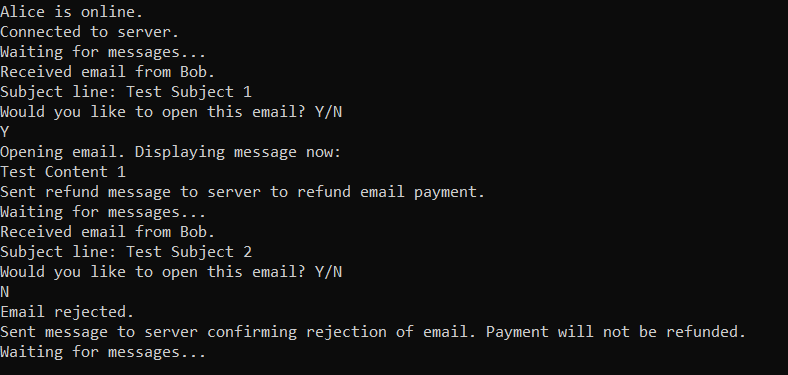 Alice is online.
Connected to server.
Waiting for messages...
Received email from Bob.
Subject line: Test Subject 1
Would you like to open this email? Y/N
Y
Opening email. Displaying message now:
Test Content 1
Sent refund message to server to refund email payment.
Waiting for messages...
Received email from Bob.
Subject line: Test Subject 2
Would you like to open this email? Y/N
N
Email rejected.
Sent message to server confirming rejection of email. Payment will not be refunded.
Waiting for messages...